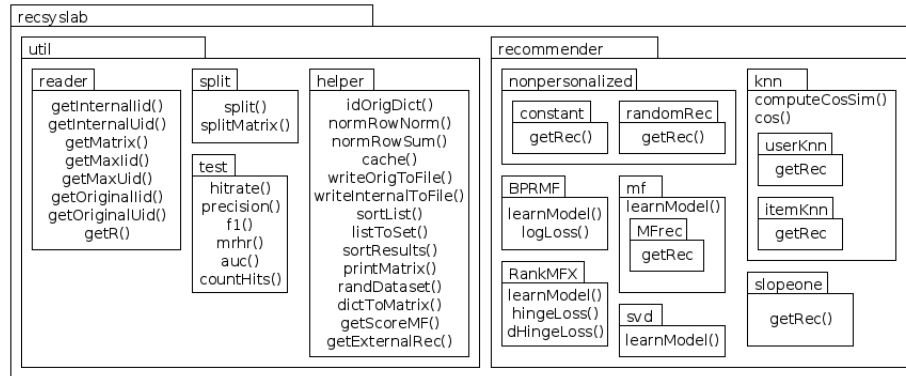 recsyslab
util
reader
getInternalIid()
getInternalUid()
getMatrix()
getMaxIid()
getMaxUid()
getOriginalIid()
getOriginalUid()
getR()
split
split()
splitMatrix()
test
hitrate()
precision()
f1()
mrhr()
auc()
countHits()
helper
idOrigDict()
normRowNorm()
normRowSum()
cache()
writeOrigToFile()
writeInternalToFile()
sortList()
listToSet()
sortResults()
printMatrix()
randDataset()
dictToMatrix()
getScoreMF()
getExternalRec()
recommender
nonpersonalized
constant
getRec()
randomRec
getRec()
BPRMF
learnModel()
logLoss()
RankMFX
learnModel()
hingeLoss()
dHingeLoss()
mf
learnModel()
MFrec
getRec
svd
learnModel()
knn
computeCosSim()
cos()
userKnn
getRec
itemKnn
getRec
slopeone
getRec()